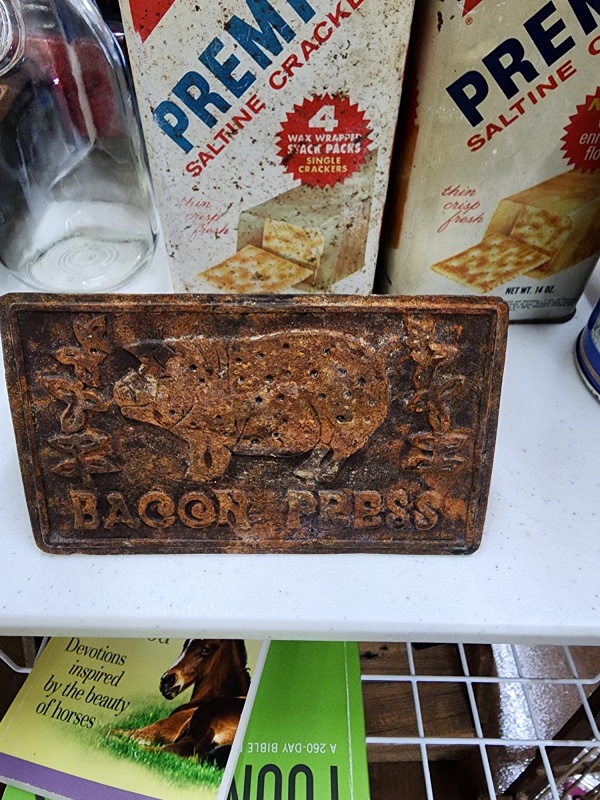 PREM
SALTINE CRACKE
4
WAX WRAPPED
STACK PACKS
SINGLE
CRACKERS
thin
crisp
fresh
PREM
SALTINE C
thin
crisp
fresh
NET WT. 14 OZ.
BACON PRESS
Devotions
inspired
by the beauty
of horses
A 260-DAY BIBLE